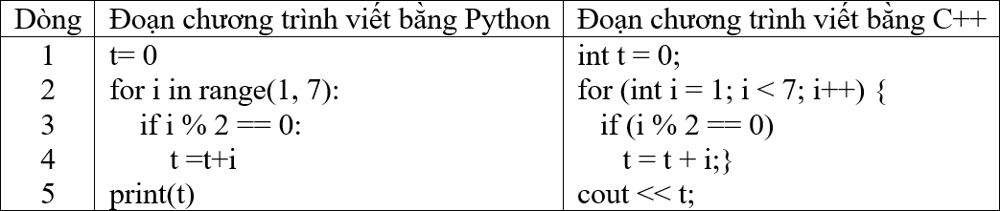 Dòng Đoạn chương trình viết bằng Python Đoạn chương trình viết bằng C++
1 t= 0 int t = 0;
2 for i in range(1, 7): for (int i = 1; i < 7; i++) {
3 if i % 2 == 0: if (i % 2 == 0)
4 t =t+i t = t + i;}
5 print(t) cout << t;